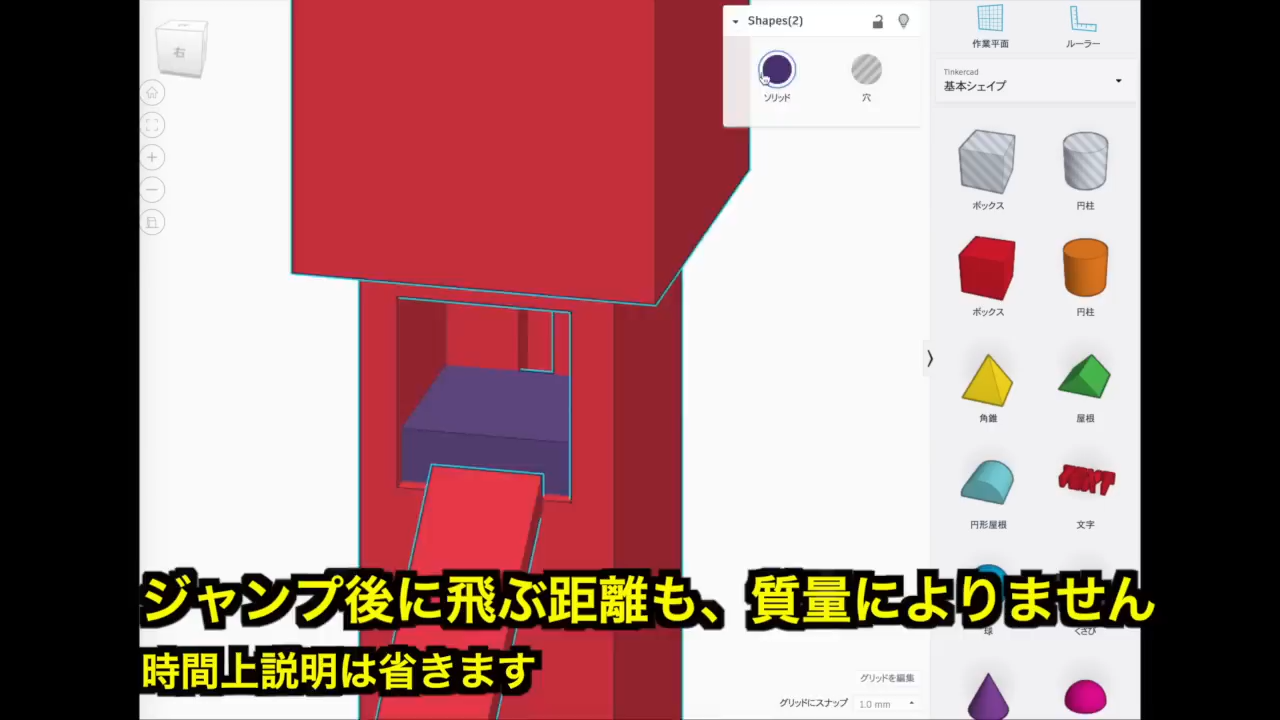 右
Shapes(2)
ソリッド
穴
作業平面
ルーラー
Tinkercad
基本シェイプ
ボックス
円柱
ボックス
円柱
角錐
屋根
円形屋根
文字
TEXT
球
くさび
ジャンプ後に飛ぶ距離も、質量によりません
時間上説明は省きます
グリッドを編集
グリッドにスナップ
1.0 mm